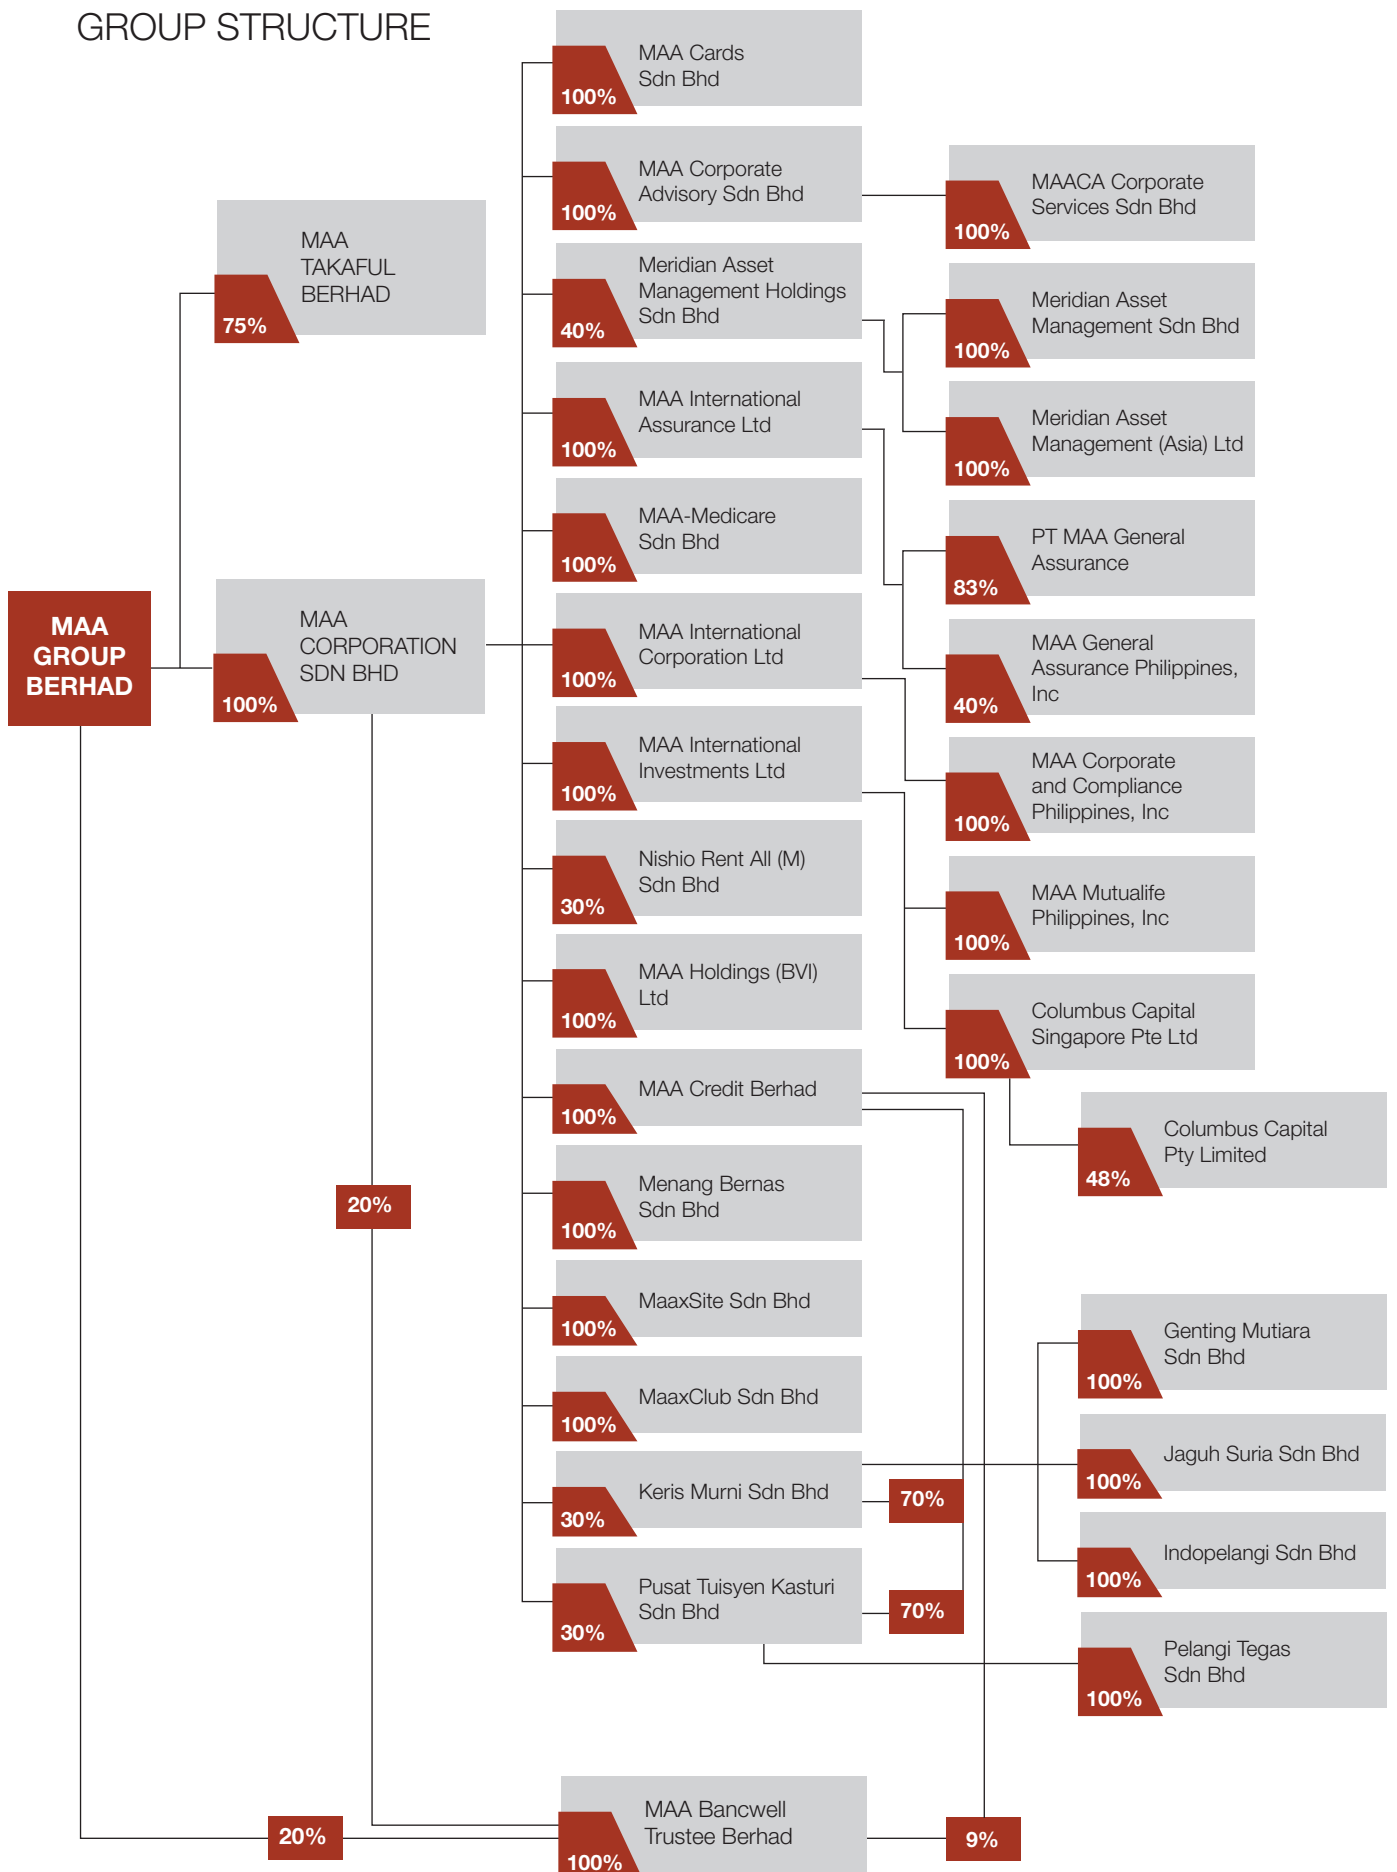 GROUP STRUCTURE
MAA
GROUP
BERHAD
MAA
TAKAFUL
BERHAD
75%
MAA
CORPORATION
SDN BHD
100%
20%
20%
MAA Cards
Sdn Bhd
100%
MAA Corporate
Advisory Sdn Bhd
100%
Meridian Asset
Management Holdings
Sdn Bhd
40%
MAA International
Assurance Ltd
100%
MAA-Medicare
Sdn Bhd
100%
MAA International
Corporation Ltd
100%
MAA International
Investments Ltd
100%
Nishio Rent All (M)
Sdn Bhd
30%
MAA Holdings (BVI)
Ltd
100%
MAA Credit Berhad
100%
Menang Bernas
Sdn Bhd
100%
MaaxSite Sdn Bhd
100%
MaaxClub Sdn Bhd
100%
Keris Murni Sdn Bhd
30%
70%
Pusat Tuisyen Kasturi
Sdn Bhd
30%
70%
MAA Bancwell
Trustee Berhad
100%
9%
MAACA Corporate
Services Sdn Bhd
100%
Meridian Asset
Management Sdn Bhd
100%
Meridian Asset
Management (Asia) Ltd
100%
PT MAA General
Assurance
83%
MAA General
Assurance Philippines,
Inc
40%
MAA Corporate
and Compliance
Philippines, Inc
100%
MAA Mutualife
Philippines, Inc
100%
Columbus Capital
Singapore Pte Ltd
100%
Columbus Capital
Pty Limited
48%
Genting Mutiara
Sdn Bhd
100%
Jaguh Suria Sdn Bhd
100%
Indopelangi Sdn Bhd
100%
Pelangi Tegas
Sdn Bhd
100%